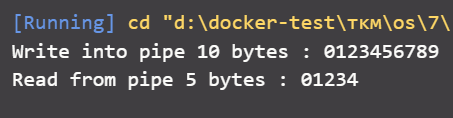 [Running] cd "d:\docker-test\ткм\os\7\
Write into pipe 10 bytes : 0123456789
Read from pipe 5 bytes : 01234